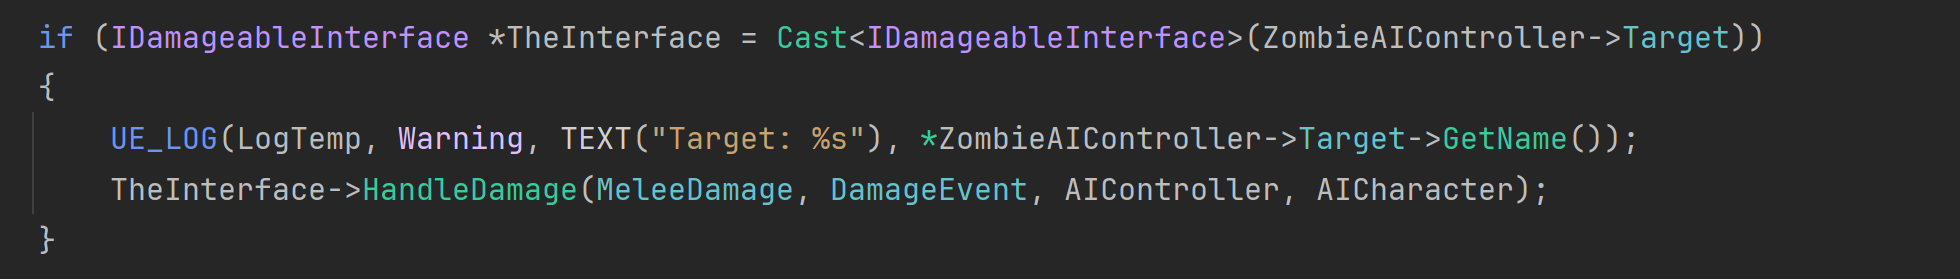 if (IDamageableInterface *TheInterface = Cast<IDamageableInterface>(ZombieAIController->Target))
{
    UE_LOG(LogTemp, Warning, TEXT("Target: %s"), *ZombieAIController->Target->GetName());
    TheInterface->HandleDamage(MeleeDamage, DamageEvent, AIController, AICharacter);
}